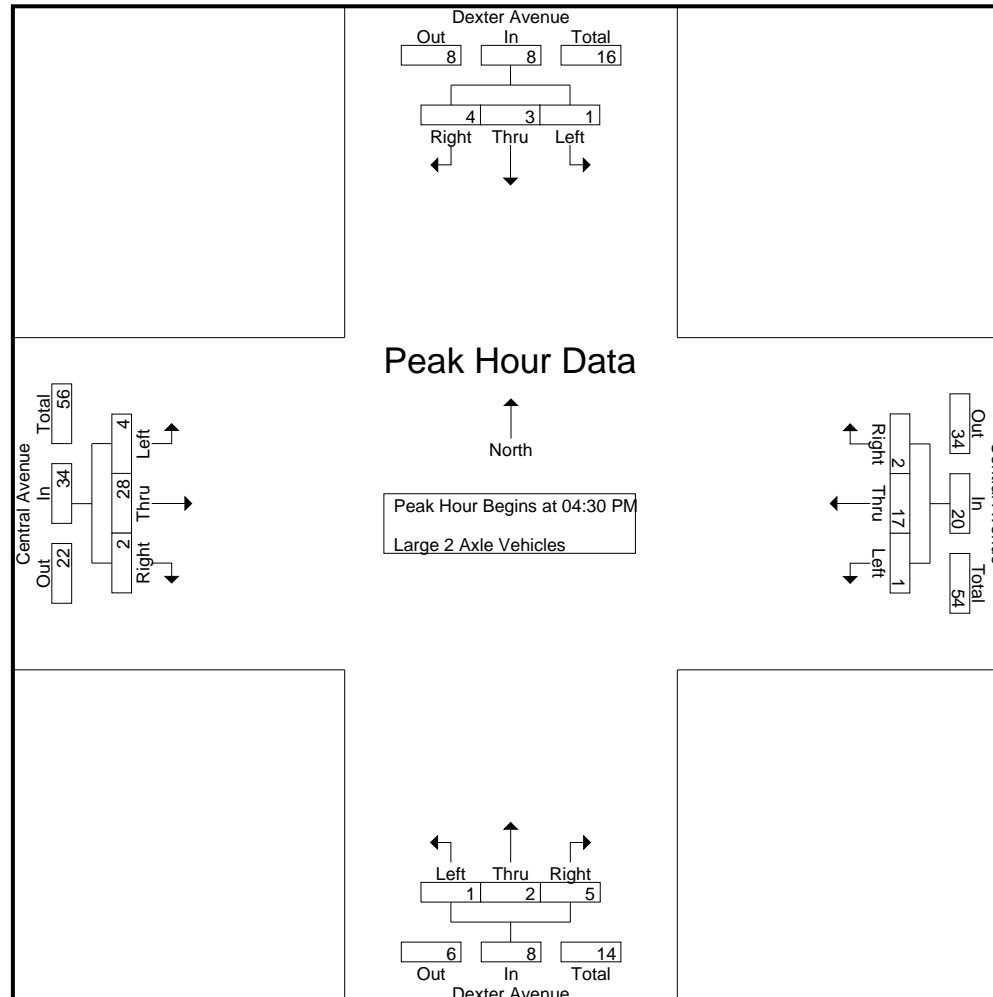 Dexter Avenue
Out In Total
8 8 16
4 3 1
Right Thru Left
Peak Hour Data
North
Peak Hour Begins at 04:30 PM
Large 2 Axle Vehicles
Central Avenue
Total In Out
56 34 22
4 28 2
Left Thru Right
Out In Total
34 20 54
2 17 1
Right Thru Left
Left Thru Right
1 2 5
6 8 14
Out In Total
Dexter Avenue